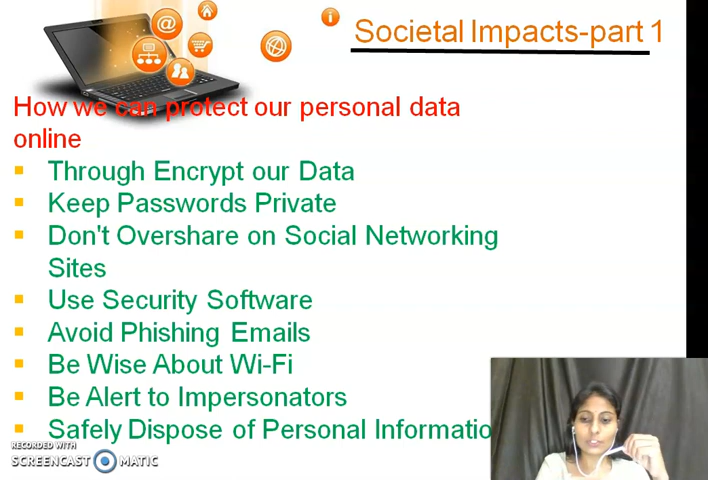 Societal Impacts-part 1
How we can protect our personal data
online
Through Encrypt our Data
Keep Passwords Private
Don't Overshare on Social Networking
Sites
Use Security Software
Avoid Phishing Emails
Be Wise About Wi-Fi
Be Alert to Impersonators
Safely Dispose of Personal Informatio
RECORDED WITH
SCREENCAST MATIC